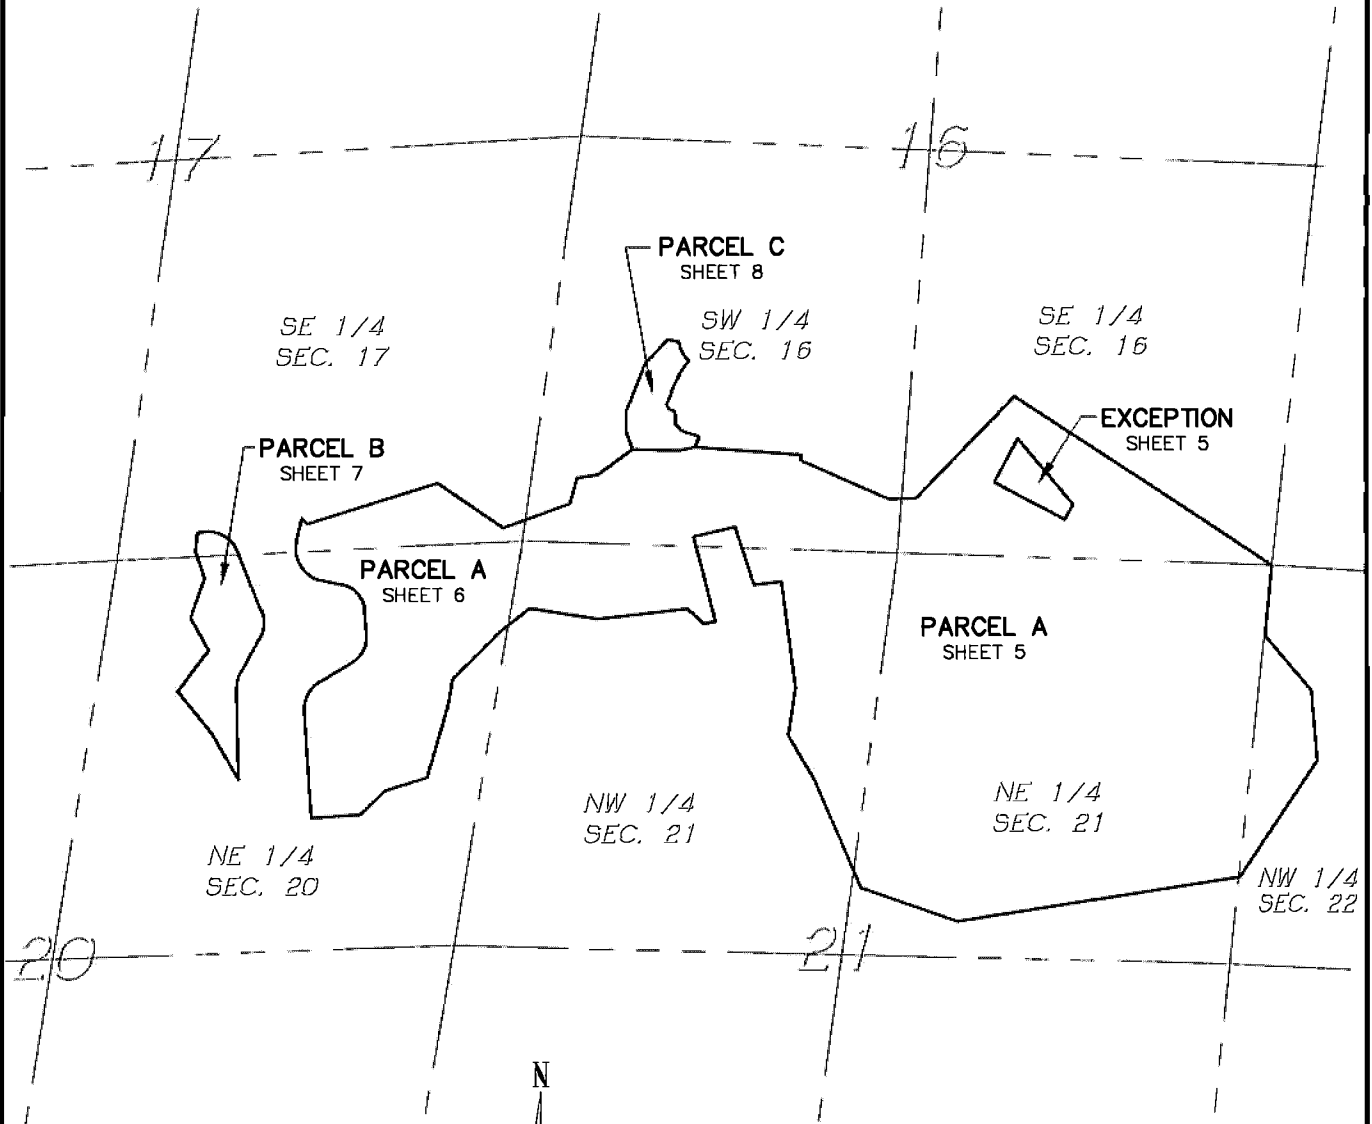 17
16
PARCEL C
SHEET 8
SE 1/4
SEC. 17
SW 1/4
SEC. 16
SE 1/4
SEC. 16
EXCEPTION
SHEET 5
PARCEL B
SHEET 7
PARCEL A
SHEET 6
PARCEL A
SHEET 5
NW 1/4
SEC. 21
NE 1/4
SEC. 21
NE 1/4
SEC. 20
NW 1/4
SEC. 22
20
21
N